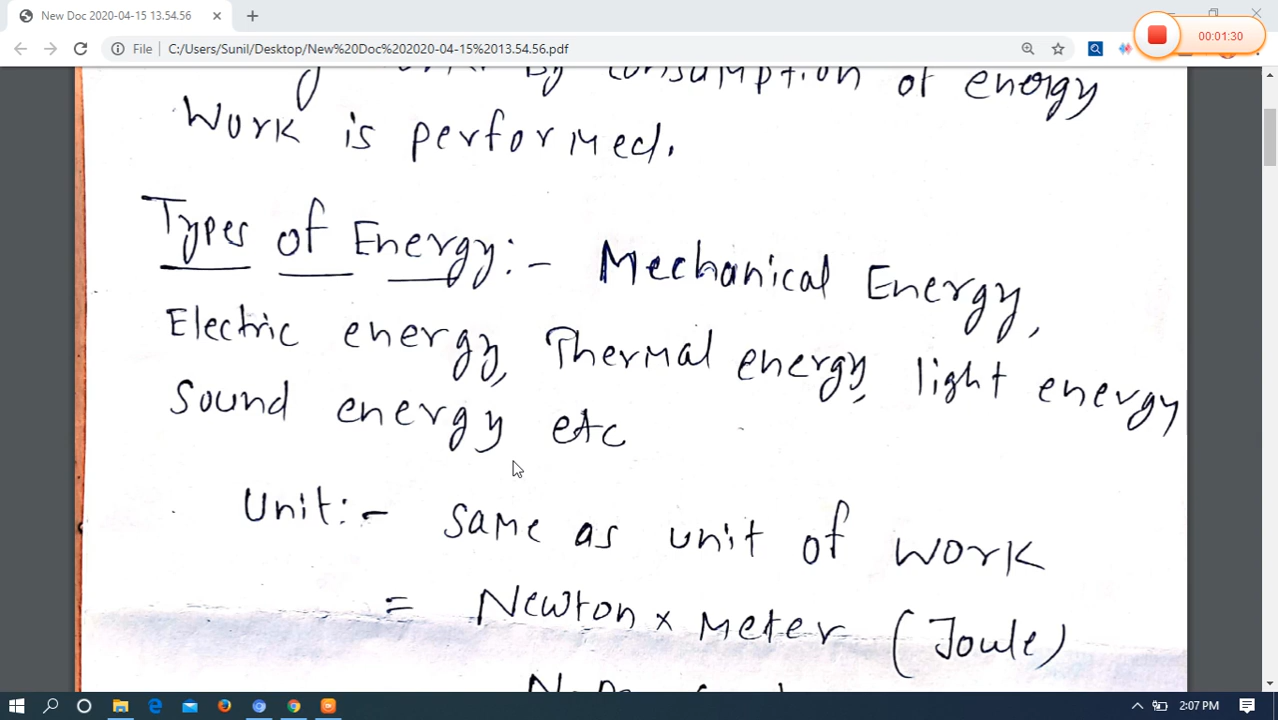 New Doc 2020-04-15 13.54.56
File C:/Users/Sunil/Desktop/New%20Doc%202020-04-15%2013.54.56.pdf
00:01:30
By consumption of energy
Work is performed.
Types of Energy:- Mechanical Energy,
Electric energy, Thermal energy, light energy
Sound energy etc
Unit:- Same as unit of work
= Newton x Meter (Joule)
2:07 PM